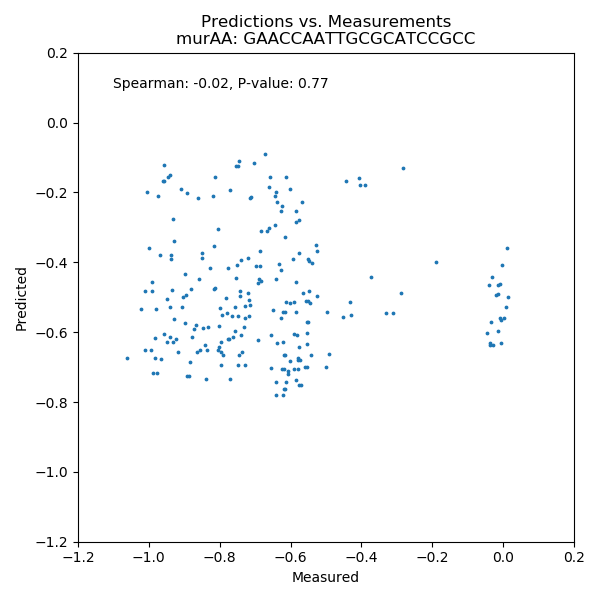 Predictions vs. Measurements
murAA: GAACCAATTGCGCATCCGCC
Spearman: -0.02, P-value: 0.77
0.2
0.0
−0.2
−0.4
−0.6
−0.8
−1.0
−1.2
Predicted
−1.2 −1.0 −0.8 −0.6 −0.4 −0.2 0.0 0.2
Measured